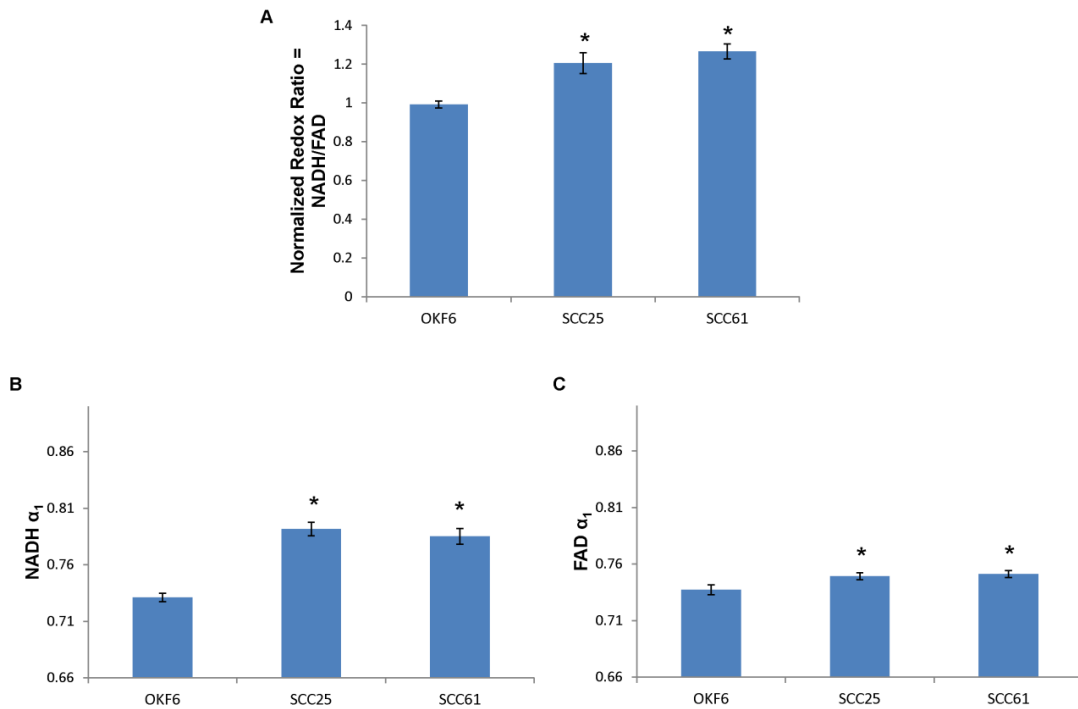 A
Normalized Redox Ratio =
NADH/FAD
1.4
1.2
1
0.8
0.6
0.4
0.2
0
*
*
OKF6
SCC25
SCC61
B
NADH α₁
0.86
0.81
0.76
0.71
0.66
*
*
OKF6
SCC25
SCC61
C
FAD α₁
0.86
0.81
0.76
0.71
0.66
*
*
OKF6
SCC25
SCC61